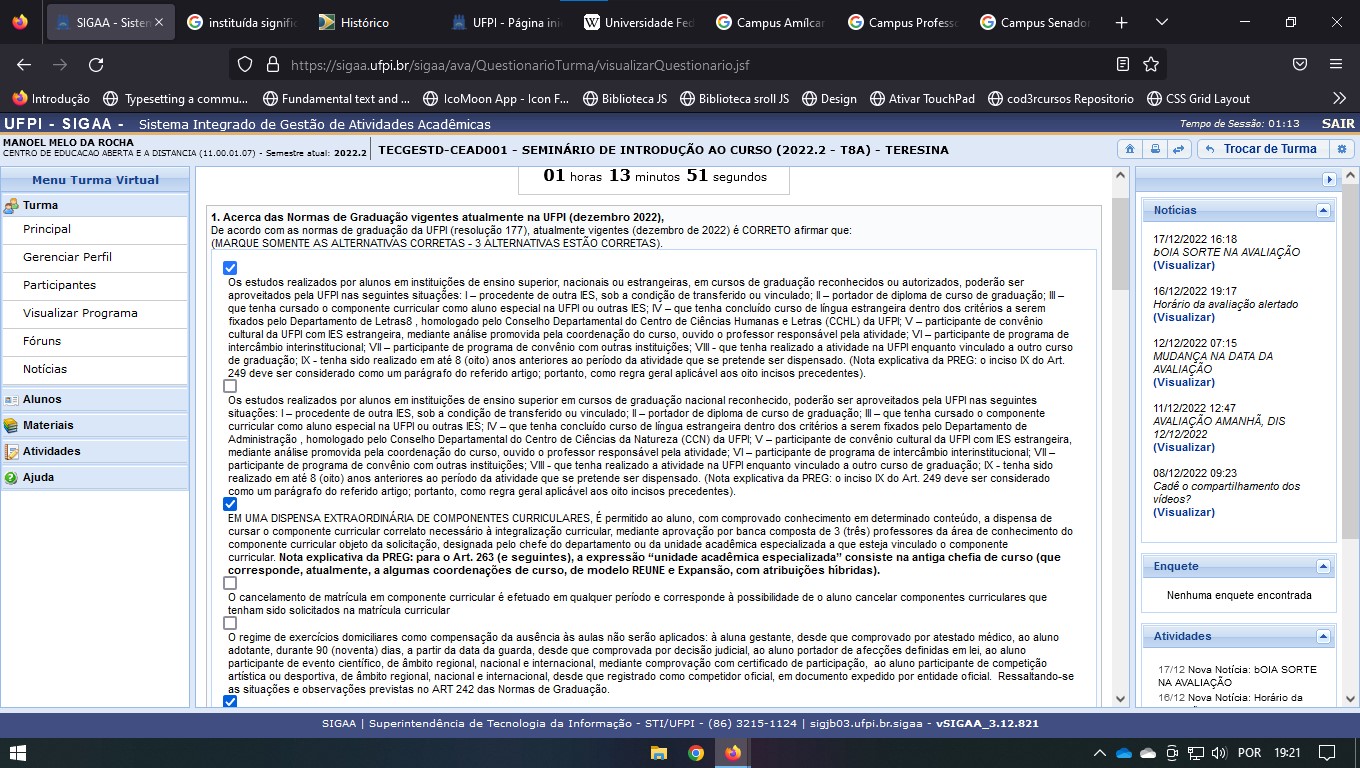 SIGAA - Sistem
instituída signific
Histórico
UFPI - Página ini
Universidade Fed
Campus Amílcar
Campus Professo
Campus Senador
https://sigaa.ufpi.br/sigaa/ava/QuestionarioTurma/visualizarQuestionario.jsf
Introdução
Typesetting a commu...
Fundamental text and ...
IcoMoon App - Icon F...
Biblioteca JS
Biblioteca sroll JS
Design
Ativar TouchPad
cod3rcursos Repositorio
CSS Grid Layout
UFPI - SIGAA - Sistema Integrado de Gestão de Atividades Acadêmicas
Tempo de Sessão: 01:13 SAIR
MANOEL MELO DA ROCHA
CENTRO DE EDUCACAO ABERTA E A DISTANCIA (11.00.01.07) - Semestre atual: 2022.2
TECGESTD-CEAD001 - SEMINÁRIO DE INTRODUÇÃO AO CURSO (2022.2 - T8A) - TERESINA
Trocar de Turma
Menu Turma Virtual
Turma
Principal
Gerenciar Perfil
Participantes
Visualizar Programa
Fóruns
Notícias
Alunos
Materiais
Atividades
Ajuda
01 horas 13 minutos 51 segundos
1. Acerca das Normas de Graduação vigentes atualmente na UFPI (dezembro 2022),
De acordo com as normas de graduação da UFPI (resolução 177), atualmente vigentes (dezembro de 2022) é CORRETO afirmar que:
(MARQUE SOMENTE AS ALTERNATIVAS CORRETAS - 3 ALTERNATIVAS ESTÃO CORRETAS).
Os estudos realizados por alunos em instituições de ensino superior, nacionais ou estrangeiras, em cursos de graduação reconhecidos ou autorizados, poderão ser
aproveitados pela UFPI nas seguintes situações: I – procedente de outra IES, sob a condição de transferido ou vinculado; II – portador de diploma de curso de graduação; III –
que tenha cursado o componente curricular como aluno especial na UFPI ou outras IES; IV – que tenha concluído curso de língua estrangeira dentro dos critérios a serem
fixados pelo Departamento de Letras8 , homologado pelo Conselho Departamental do Centro de Ciências Humanas e Letras (CCHL) da UFPI; V – participante de convênio
cultural da UFPI com IES estrangeira, mediante análise promovida pela coordenação do curso, ouvido o professor responsável pela atividade; VI – participante de programa de
intercâmbio interinstitucional; VII – participante de programa de convênio com outras instituições; VIII - que tenha realizado a atividade na UFPI enquanto vinculado a outro curso
de graduação; IX - tenha sido realizado em até 8 (oito) anos anteriores ao período da atividade que se pretende ser dispensado. (Nota explicativa da PREG: o inciso IX do Art.
249 deve ser considerado como um parágrafo do referido artigo; portanto, como regra geral aplicável aos oito incisos precedentes).
Os estudos realizados por alunos em instituições de ensino superior em cursos de graduação nacional reconhecido, poderão ser aproveitados pela UFPI nas seguintes
situações: I – procedente de outra IES, sob a condição de transferido ou vinculado; II – portador de diploma de curso de graduação; III – que tenha cursado o componente
curricular como aluno especial na UFPI ou outras IES; IV – que tenha concluído curso de língua estrangeira dentro dos critérios a serem fixados pelo Departamento de
Administração , homologado pelo Conselho Departamental do Centro de Ciências da Natureza (CCN) da UFPI; V – participante de convênio cultural da UFPI com IES estrangeira,
mediante análise promovida pela coordenação do curso, ouvido o professor responsável pela atividade; VI – participante de programa de intercâmbio interinstitucional; VII –
participante de programa de convênio com outras instituições; VIII - que tenha realizado a atividade na UFPI enquanto vinculado a outro curso de graduação; IX - tenha sido
realizado em até 8 (oito) anos anteriores ao período da atividade que se pretende ser dispensado. (Nota explicativa da PREG: o inciso IX do Art. 249 deve ser considerado
como um parágrafo do referido artigo; portanto, como regra geral aplicável aos oito incisos precedentes).
EM UMA DISPENSA EXTRAORDINÁRIA DE COMPONENTES CURRICULARES, É permitido ao aluno, com comprovado conhecimento em determinado conteúdo, a dispensa de
cursar o componente curricular correlato necessário à integralização curricular, mediante aprovação por banca composta de 3 (três) professores da área de conhecimento do
componente curricular objeto da solicitação, designada pelo chefe do departamento ou da unidade acadêmica especializada a que esteja vinculado o componente
curricular. Nota explicativa da PREG: para o Art. 263 (e seguintes), a expressão “unidade acadêmica especializada” consiste na antiga chefia de curso (que
corresponde, atualmente, a algumas coordenações de curso, de modelo REUNE e Expansão, com atribuições híbridas).
O cancelamento de matrícula em componente curricular é efetuado em qualquer período e corresponde à possibilidade de o aluno cancelar componentes curriculares que
tenham sido solicitados na matrícula curricular
O regime de exercícios domiciliares como compensação da ausência às aulas não serão aplicados: à aluna gestante, desde que comprovado por atestado médico, ao aluno
adotante, durante 90 (noventa) dias, a partir da data da guarda, desde que comprovada por decisão judicial, ao aluno portador de afecções definidas em lei, ao aluno
participante de evento científico, de âmbito regional, nacional e internacional, mediante comprovação com certificado de participação, ao aluno participante de competição
artística ou desportiva, de âmbito regional, nacional e internacional, desde que registrado como competidor oficial, em documento expedido por entidade oficial. Ressaltando-se
as situações e observações previstas no ART 242 das Normas de Graduação.
Notícias
17/12/2022 16:18
bOIA SORTE NA AVALIAÇÃO
(Visualizar)
16/12/2022 19:17
Horário da avaliação alertado
(Visualizar)
12/12/2022 07:15
MUDANÇA NA DATA DA
AVALIAÇÃO
(Visualizar)
11/12/2022 12:47
AVALIAÇÃO AMANHÃ, DIS
12/12/2022
(Visualizar)
08/12/2022 09:23
Cadê o compartilhamento dos
vídeos?
(Visualizar)
Enquete
Nenhuma enquete encontrada
Atividades
17/12 Nova Notícia: bOIA SORTE
NA AVALIAÇÃO
16/12 Nova Notícia: Horário da
SIGAA | Superintendência de Tecnologia da Informação - STI/UFPI - (86) 3215-1124 | sigjb03.ufpi.br.sigaa - vSIGAA_3.12.821
POR
19:21